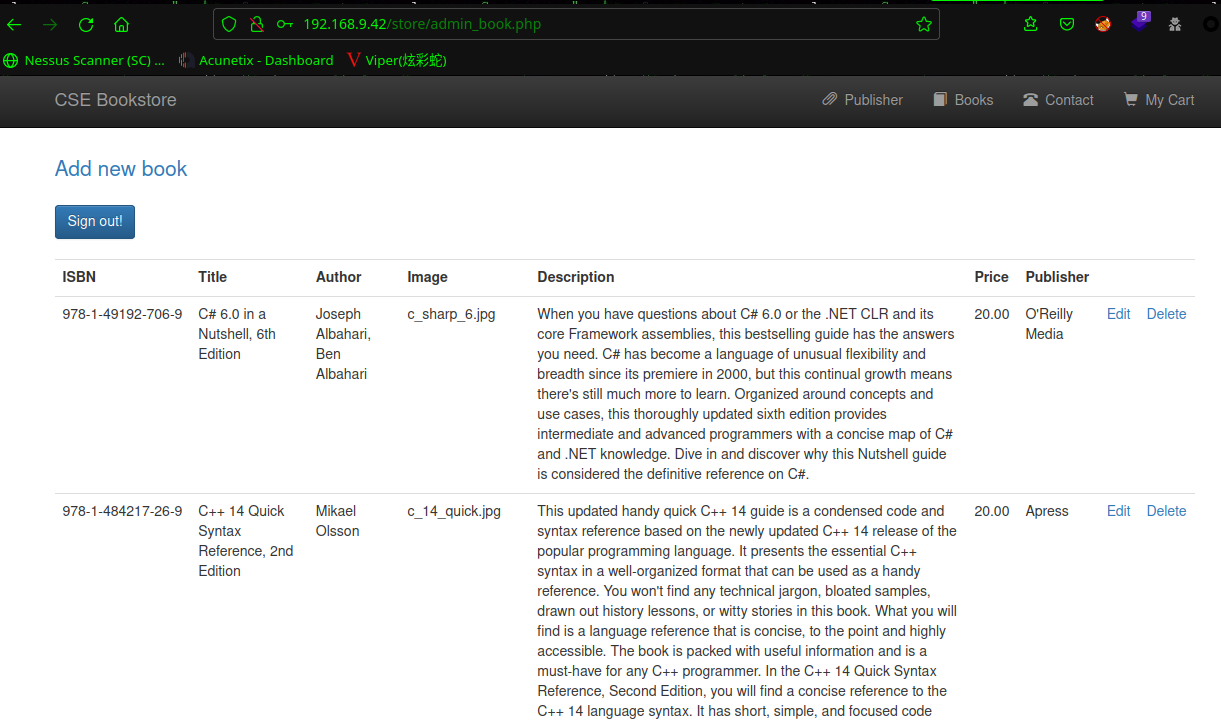 192.168.9.42/store/admin_book.php
9
Nessus Scanner (SC) ... Acunetix - Dashboard Viper(炫彩蛇)
CSE Bookstore Publisher Books Contact My Cart
Add new book
Sign out!
ISBN Title Author Image Description Price Publisher
978-1-49192-706-9 C# 6.0 in a Joseph c_sharp_6.jpg When you have questions about C# 6.0 or the .NET CLR and its 20.00 O'Reilly Edit Delete
Nutshell, 6th Albahari, core Framework assemblies, this bestselling guide has the answers Media
Edition Ben you need. C# has become a language of unusual flexibility and
Albahari breadth since its premiere in 2000, but this continual growth means
there's still much more to learn. Organized around concepts and
use cases, this thoroughly updated sixth edition provides
intermediate and advanced programmers with a concise map of C#
and .NET knowledge. Dive in and discover why this Nutshell guide
is considered the definitive reference on C#.
978-1-484217-26-9 C++ 14 Quick Mikael c_14_quick.jpg This updated handy quick C++ 14 guide is a condensed code and 20.00 Apress Edit Delete
Syntax Olsson syntax reference based on the newly updated C++ 14 release of the
Reference, 2nd popular programming language. It presents the essential C++
Edition syntax in a well-organized format that can be used as a handy
reference. You won't find any technical jargon, bloated samples,
drawn out history lessons, or witty stories in this book. What you will
find is a language reference that is concise, to the point and highly
accessible. The book is packed with useful information and is a
must-have for any C++ programmer. In the C++ 14 Quick Syntax
Reference, Second Edition, you will find a concise reference to the
C++ 14 language syntax. It has short, simple, and focused code